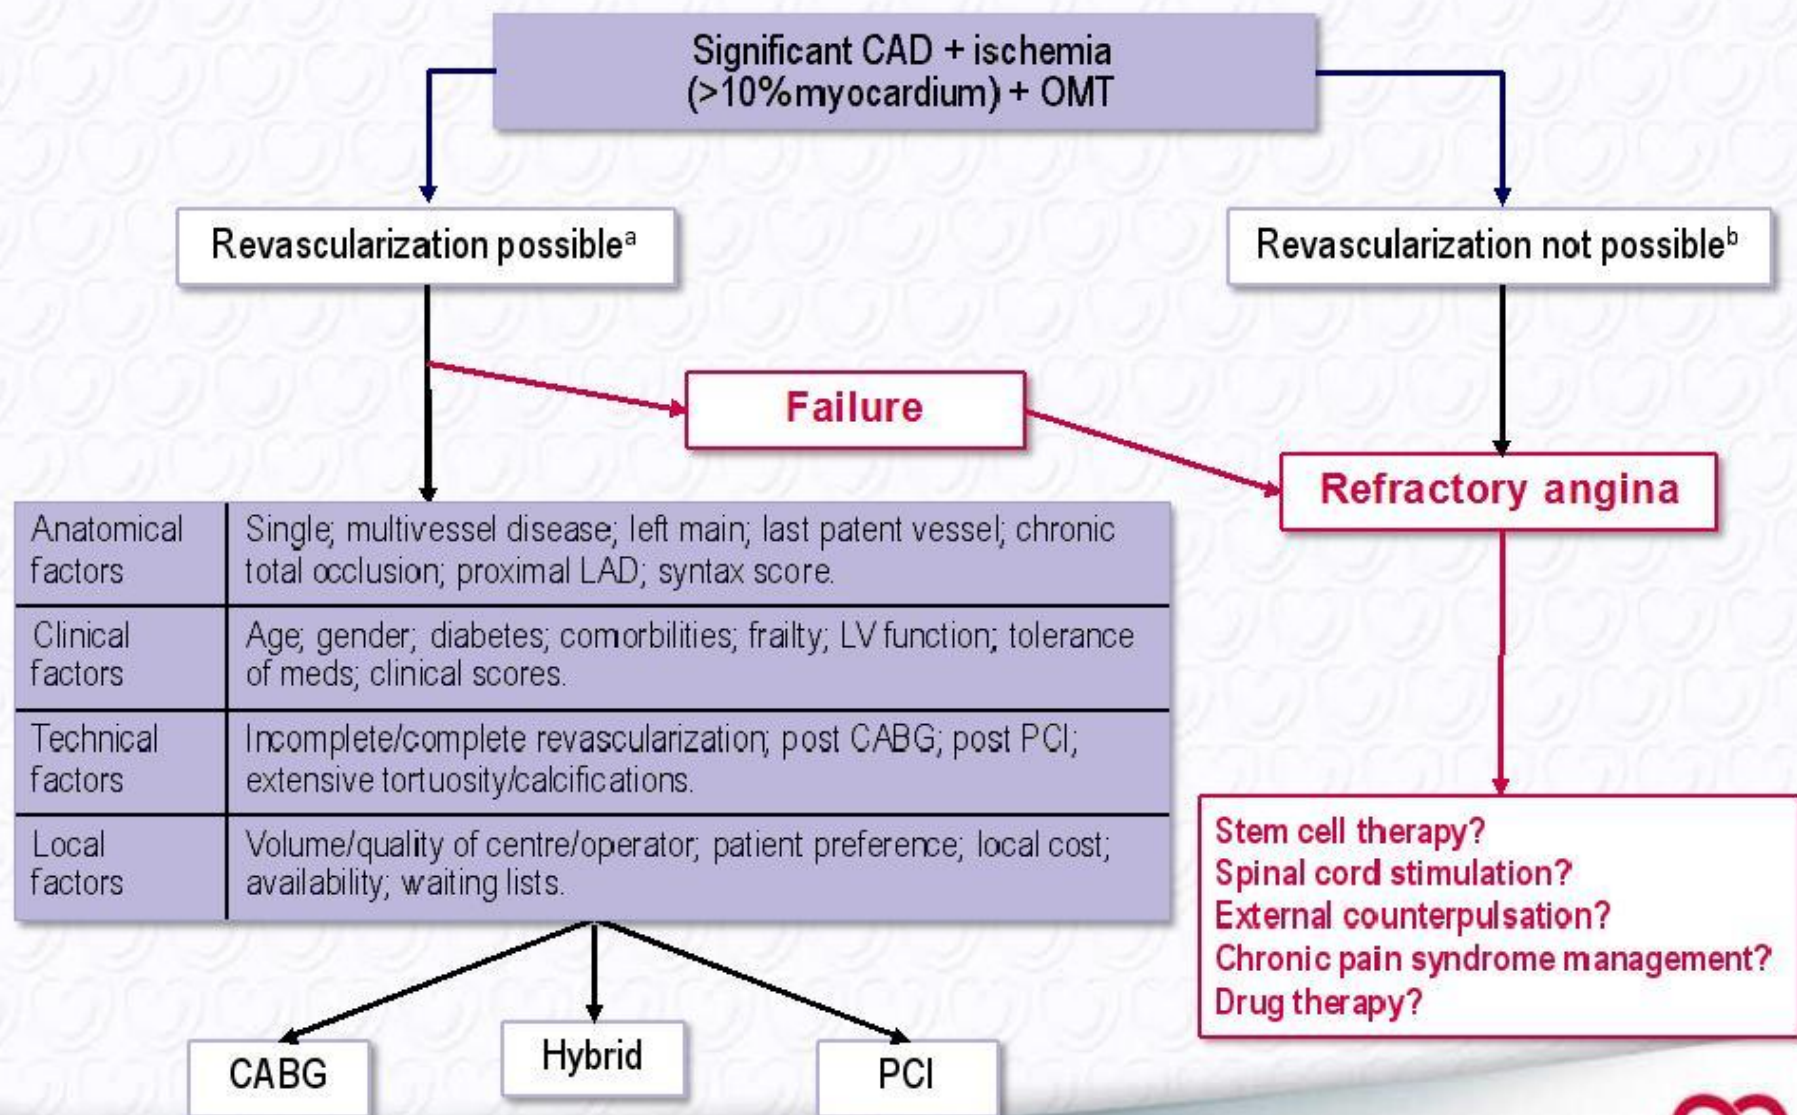 Significant CAD + ischemia
(>10%myocardium) + OMT
Revascularization possibleᵃ
Revascularization not possibleᵇ
Failure
Refractory angina
Anatomical
factors
Single; multivessel disease; left main; last patent vessel; chronic
total occlusion; proximal LAD; syntax score.
Clinical
factors
Age; gender; diabetes; comorbilities; frailty; LV function; tolerance
of meds; clinical scores.
Technical
factors
Incomplete/complete revascularization; post CABG; post PCI;
extensive tortuosity/calcifications.
Local
factors
Volume/quality of centre/operator; patient preference; local cost;
availability; waiting lists.
Stem cell therapy?
Spinal cord stimulation?
External counterpulsation?
Chronic pain syndrome management?
Drug therapy?
CABG
Hybrid
PCI